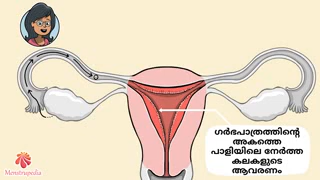 ഗർഭപാത്രത്തിന്റെ
അകത്തെ
പാളിയിലെ നേർത്ത
കലകളുടെ
ആവരണം
Menstrupedia